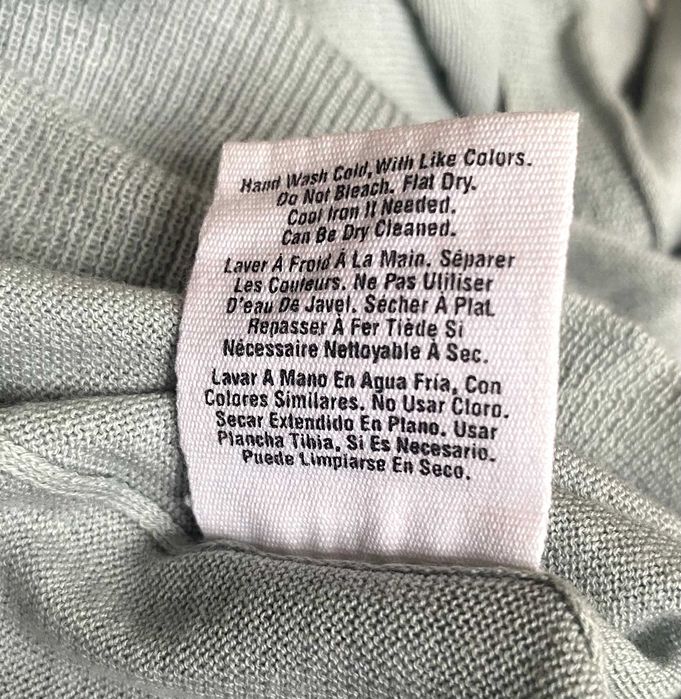 Hand Wash Cold, With Like Colors.
Do Not Bleach. Flat Dry.
Cool Iron If Needed.
Can Be Dry Cleaned.
Laver À Froid À La Main. Séparer
Les Couleurs. Ne Pas Utiliser
D'eau De Javel. Sécher À Plat.
Repasser À Fer Tiède Si
Nécessaire Nettoyable À Sec.
Lavar A Mano En Agua Fría, Con
Colores Similares. No Usar Cloro.
Secar Extendido En Plano. Usar
Plancha Tibia, Si Es Necesario.
Puede Limpiarse En Seco.